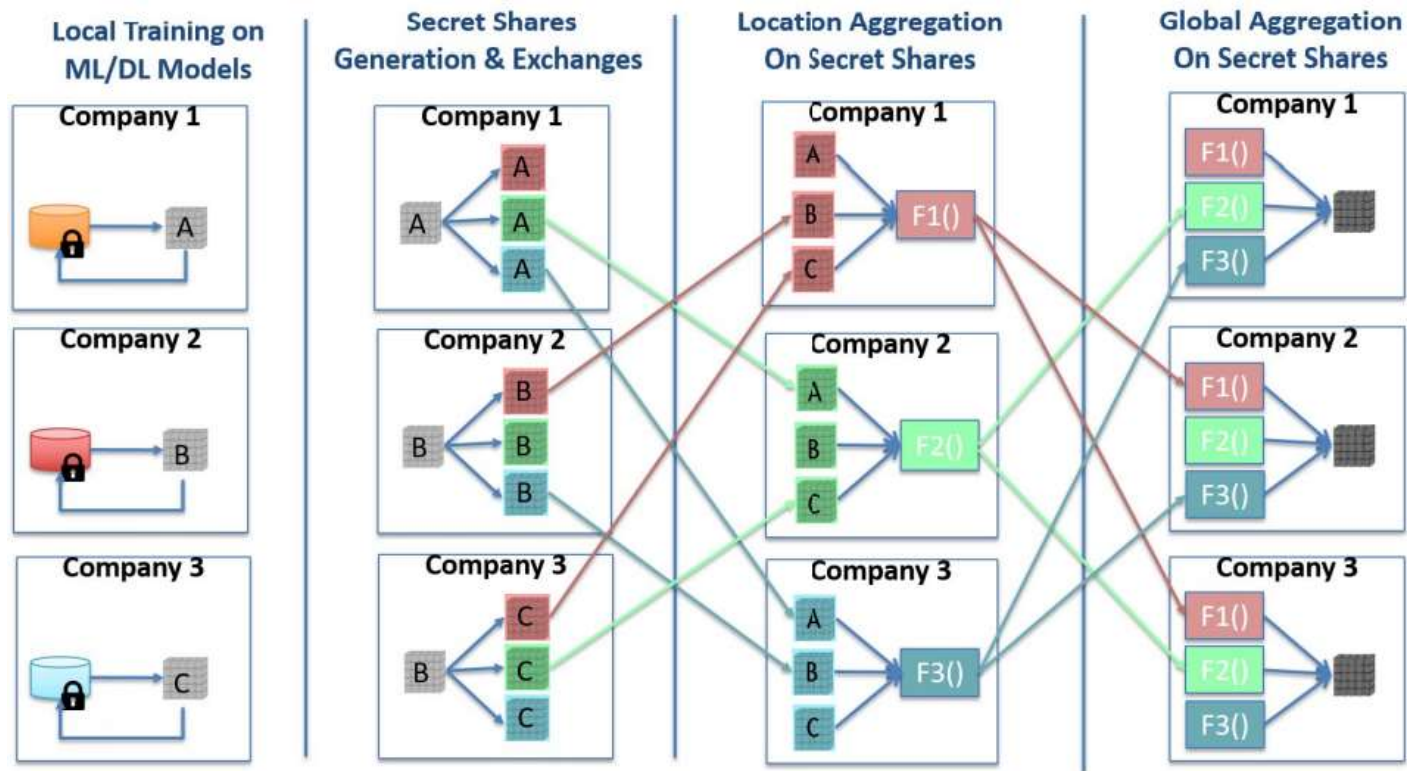 Local Training on
ML/DL Models
Company 1
A
Company 2
B
Company 3
C
Secret Shares
Generation & Exchanges
Company 1
A
A
A
A
Company 2
B
B
B
B
Company 3
C
B
C
C
Location Aggregation
On Secret Shares
Company 1
A
B
F1()
C
Company 2
A
B
F2()
C
Company 3
A
B
F3()
C
Global Aggregation
On Secret Shares
Company 1
F1()
F2()
F3()
Company 2
F1()
F2()
F3()
Company 3
F1()
F2()
F3()